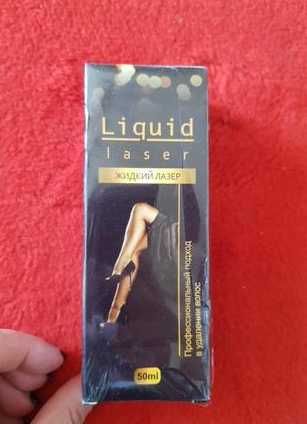 Liquid
laser
ЖИДКИЙ ЛАЗЕР
Профессиональный подход
в удалении волос
50ml